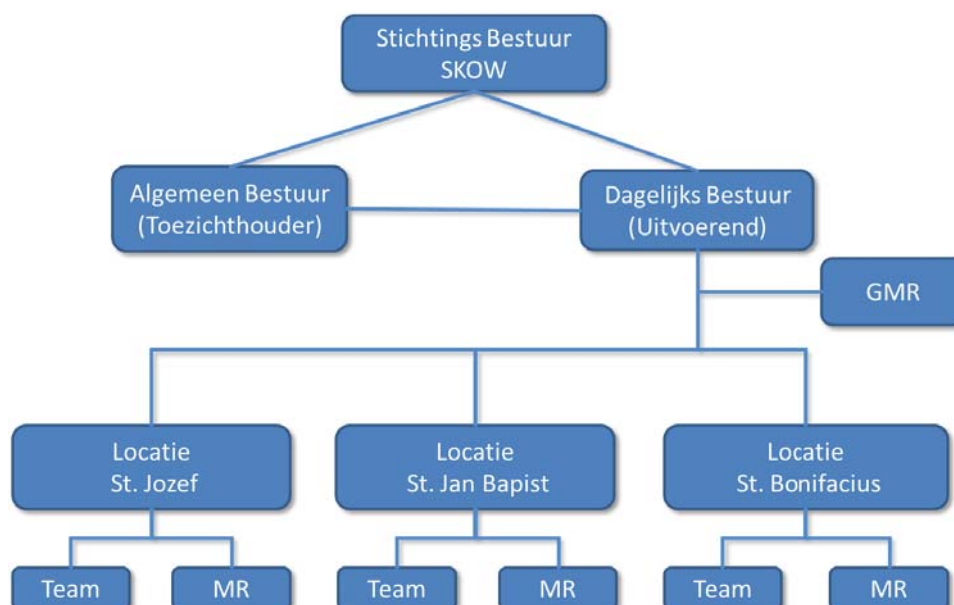 Stichtings Bestuur
SKOW
Algemeen Bestuur
(Toezichthouder)
Dagelijks Bestuur
(Uitvoerend)
GMR
Locatie
St. Jozef
Locatie
St. Jan Bapist
Locatie
St. Bonifacius
Team
MR
Team
MR
Team
MR